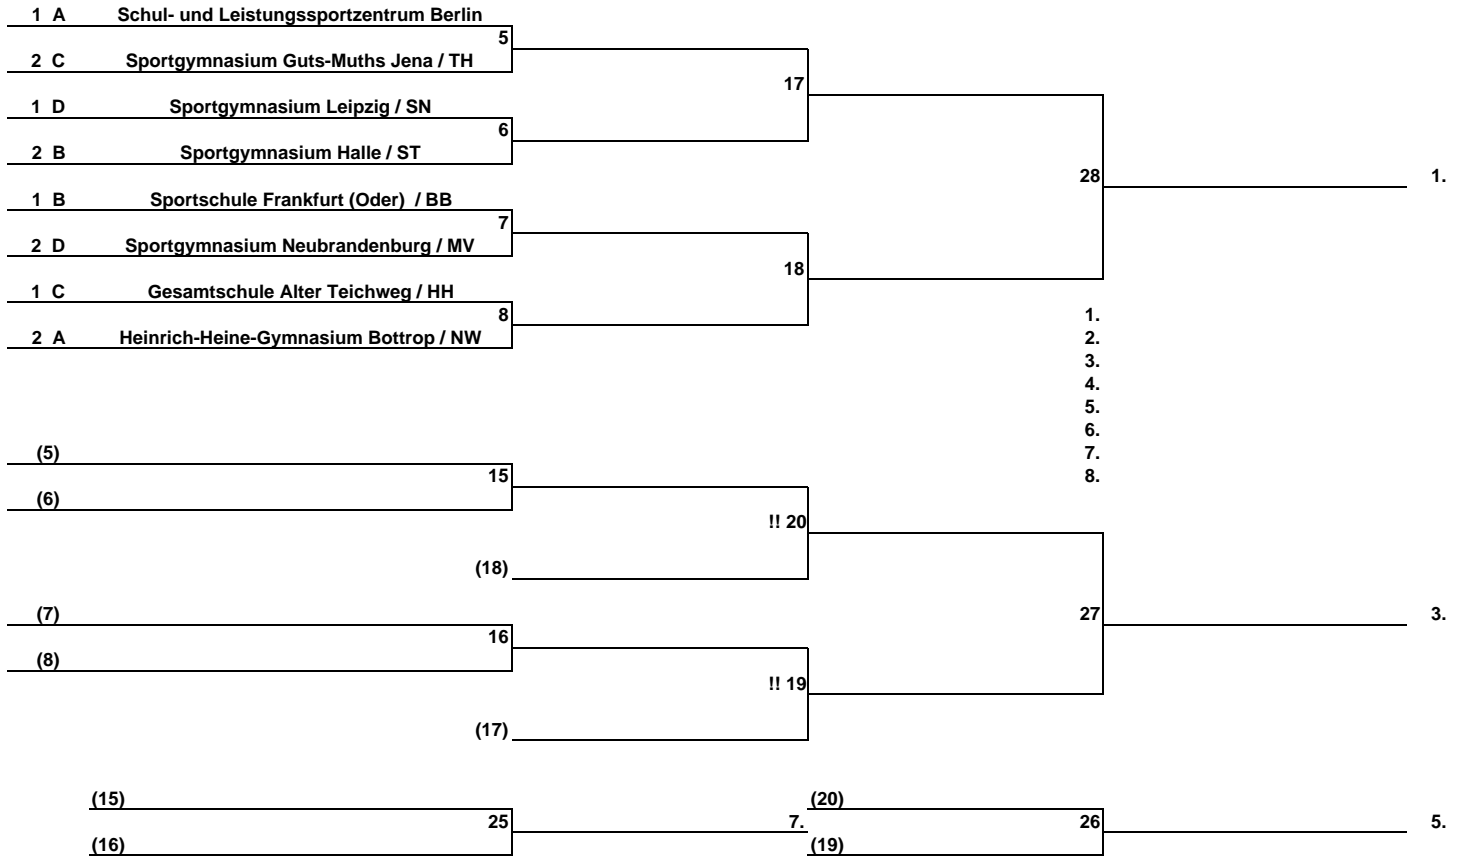 1 A Schul- und Leistungssportzentrum Berlin
5
2 C Sportgymnasium Guts-Muths Jena / TH
17
1 D Sportgymnasium Leipzig / SN
6
2 B Sportgymnasium Halle / ST
28 1.
1 B Sportschule Frankfurt (Oder) / BB
7
2 D Sportgymnasium Neubrandenburg / MV
18
1 C Gesamtschule Alter Teichweg / HH
8 1.
2 A Heinrich-Heine-Gymnasium Bottrop / NW 2.
3.
4.
5.
6.
(5) 7.
15 8.
(6)
!! 20
(18)
(7) 27 3.
16
(8)
!! 19
(17)
(15) (20)
25 7. 26 5.
(16) (19)